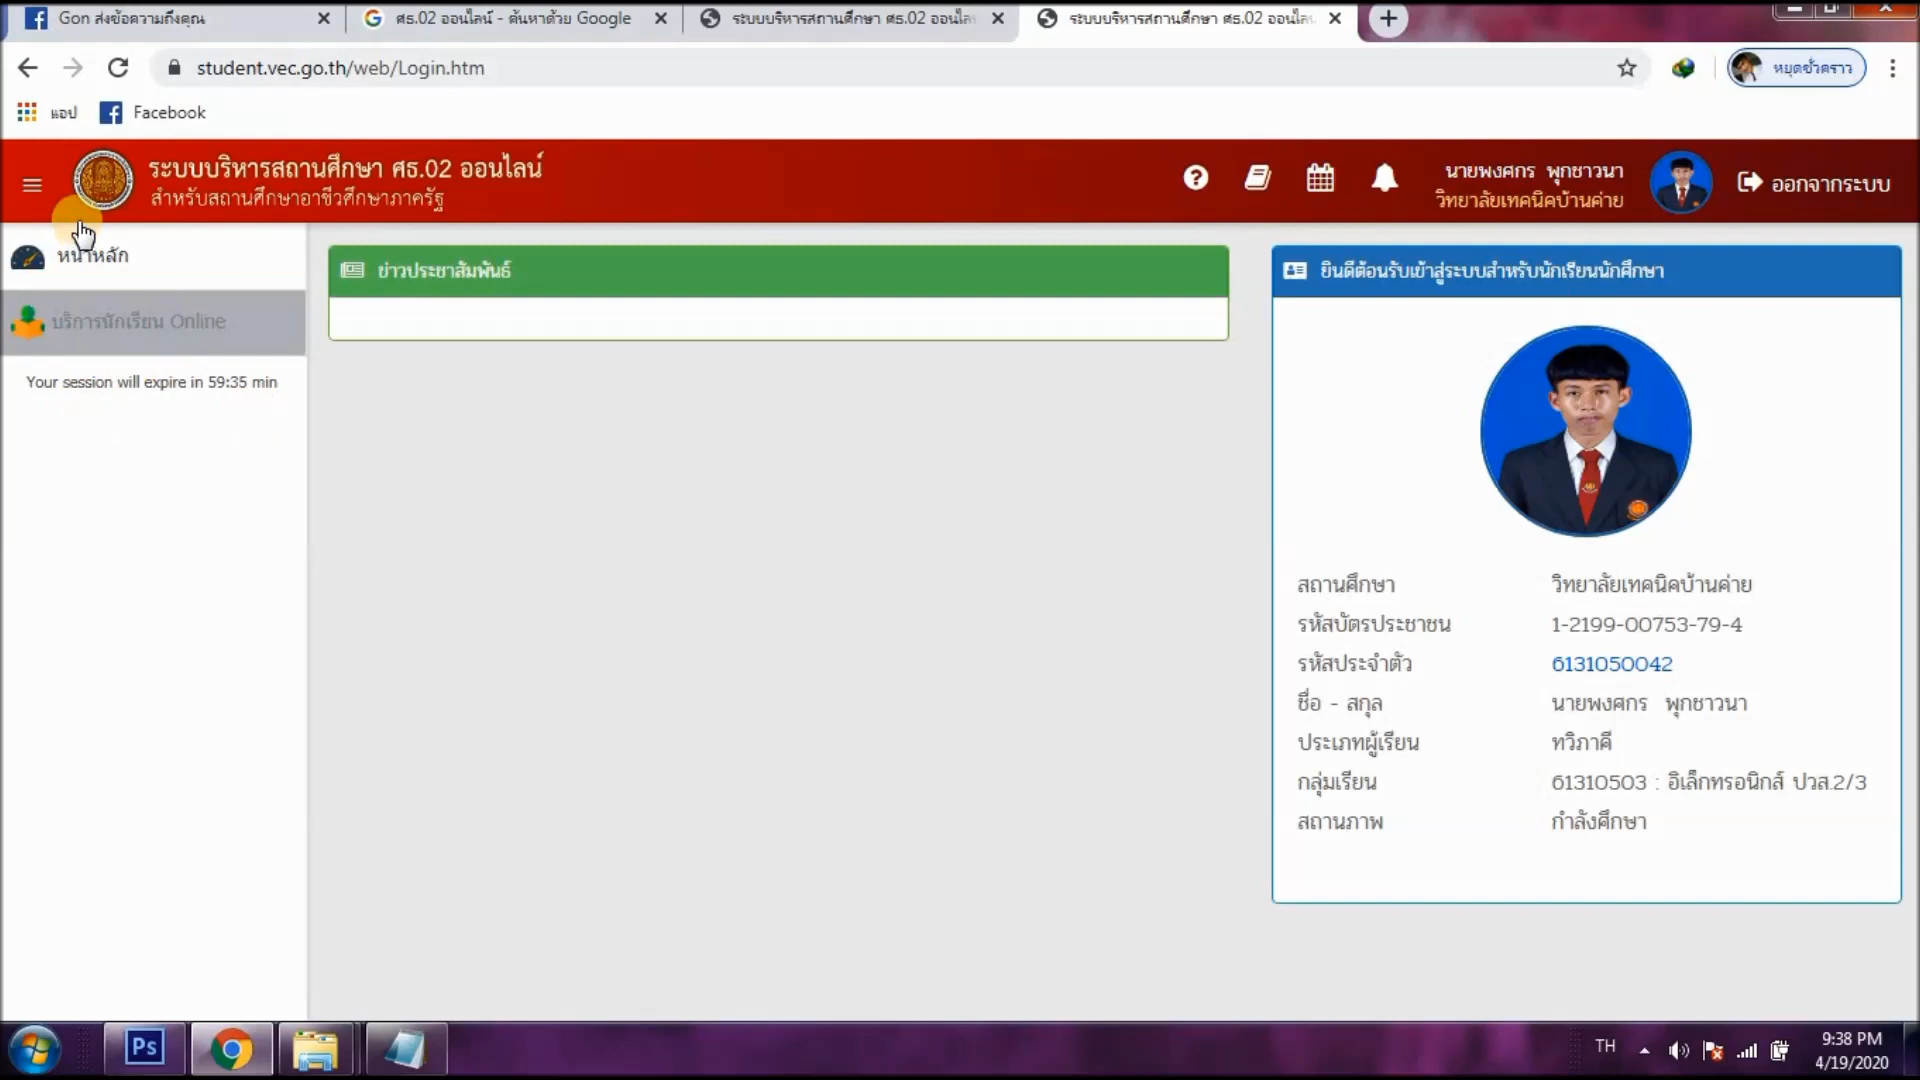 Gon ส่งข้อความถึงคุณ
ศธ.02 ออนไลน์ - ค้นหาด้วย Google
ระบบบริหารสถานศึกษา ศธ.02 ออนไล
ระบบบริหารสถานศึกษา ศธ.02 ออนไล
student.vec.go.th/web/Login.htm
หยุดชั่วคราว
แอป
Facebook
ระบบบริหารสถานศึกษา ศธ.02 ออนไลน์
สำหรับสถานศึกษาอาชีวศึกษาภาครัฐ
นายพงศกร พุกชาวนา
วิทยาลัยเทคนิคบ้านค่าย
ออกจากระบบ
หน้าหลัก
บริการนักเรียน Online
Your session will expire in 59:35 min
ข่าวประชาสัมพันธ์
ยินดีต้อนรับเข้าสู่ระบบสำหรับนักเรียนนักศึกษา
สถานศึกษา วิทยาลัยเทคนิคบ้านค่าย
รหัสบัตรประชาชน 1-2199-00753-79-4
รหัสประจำตัว 6131050042
ชื่อ - สกุล นายพงศกร พุกชาวนา
ประเภทผู้เรียน ทวิภาคี
กลุ่มเรียน 61310503 : อิเล็กทรอนิกส์ ปวส.2/3
สถานภาพ กำลังศึกษา
Ps
TH
9:38 PM
4/19/2020